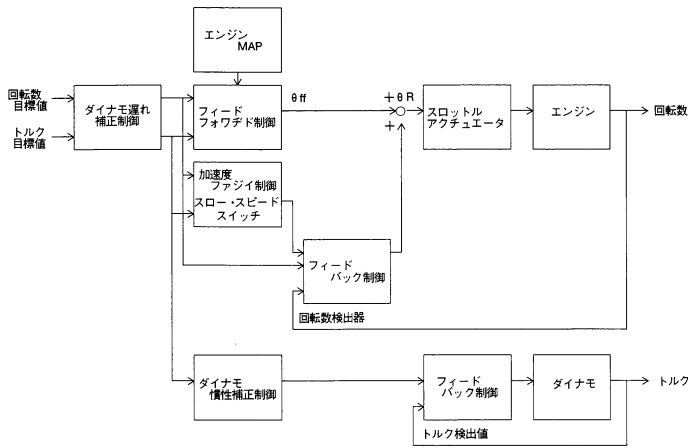 エンジン
MAP
回転数
目標値
トルク
目標値
ダイナモ遅れ
補正制御
フィード
フォワヂド制御
θff
＋θR
＋
スロットル
アクチュエータ
エンジン
回転数
加速度
ファジイ制御
スロー・スピード
スイッチ
フィード
バック制御
回転数検出器
ダイナモ
慣性補正制御
フィード
バック制御
ダイナモ
トルク
トルク検出値